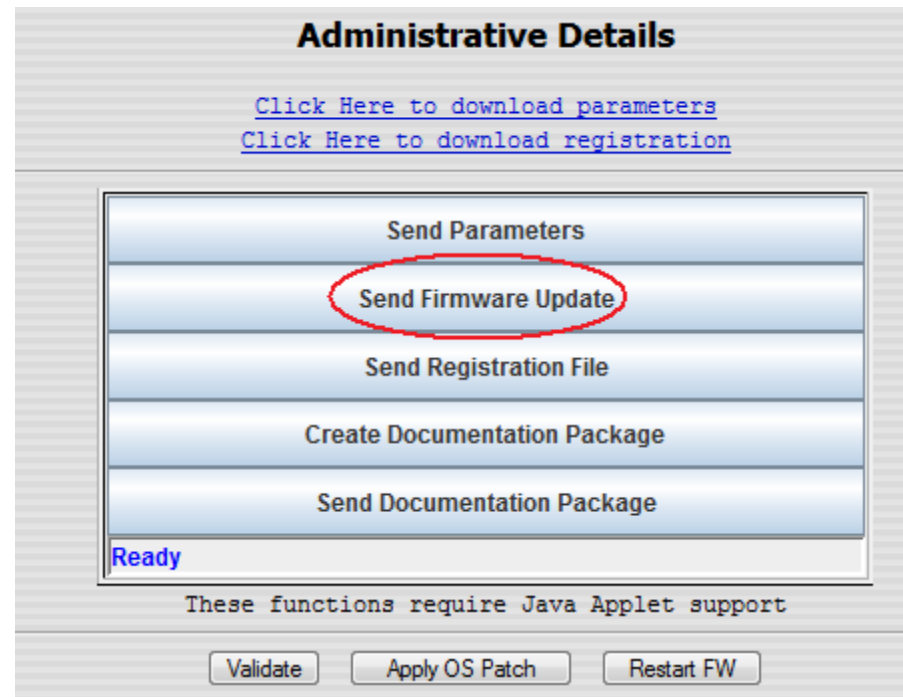 Administrative Details
Click Here to download parameters
Click Here to download registration
Send Parameters
Send Firmware Update
Send Registration File
Create Documentation Package
Send Documentation Package
Ready
These functions require Java Applet support
Validate Apply OS Patch Restart FW